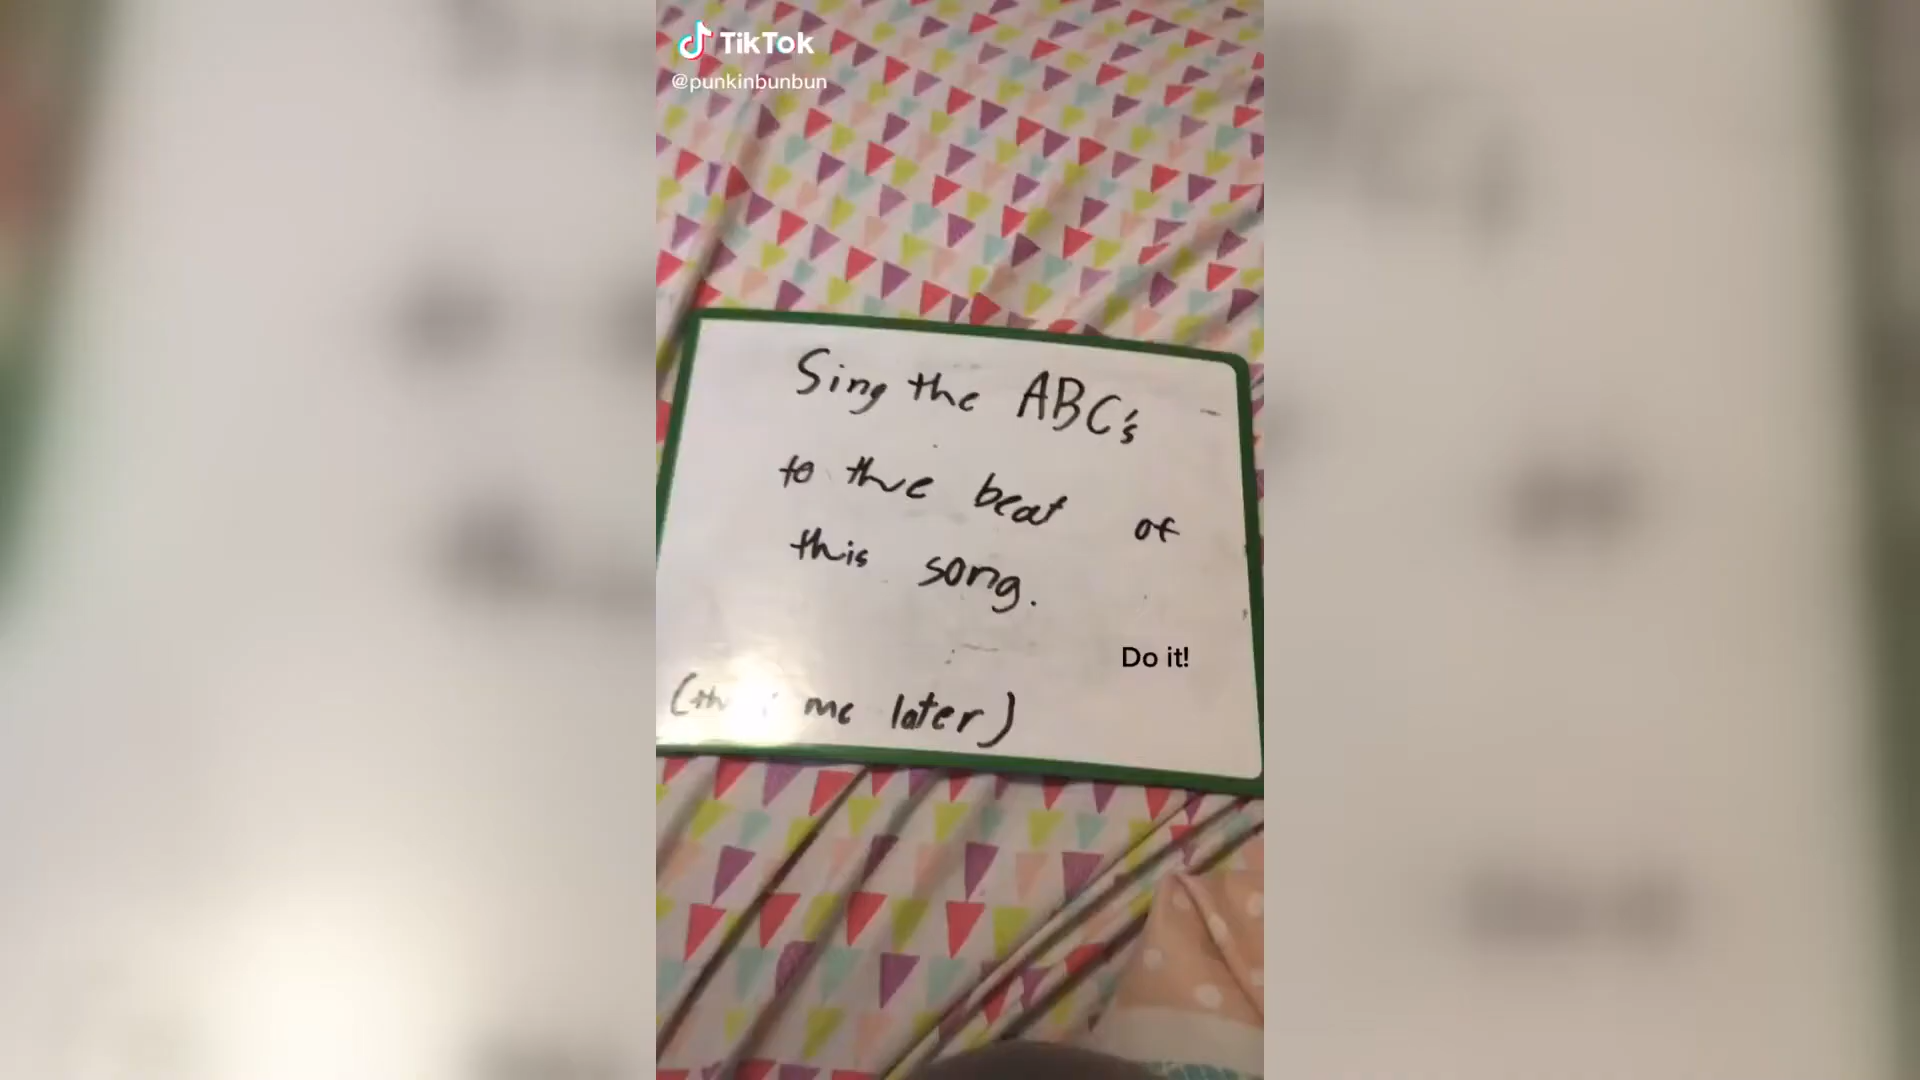 TikTok
@punkinbunbun
Sing the ABC's
to the beat of
this song.
Do it!
( me later)